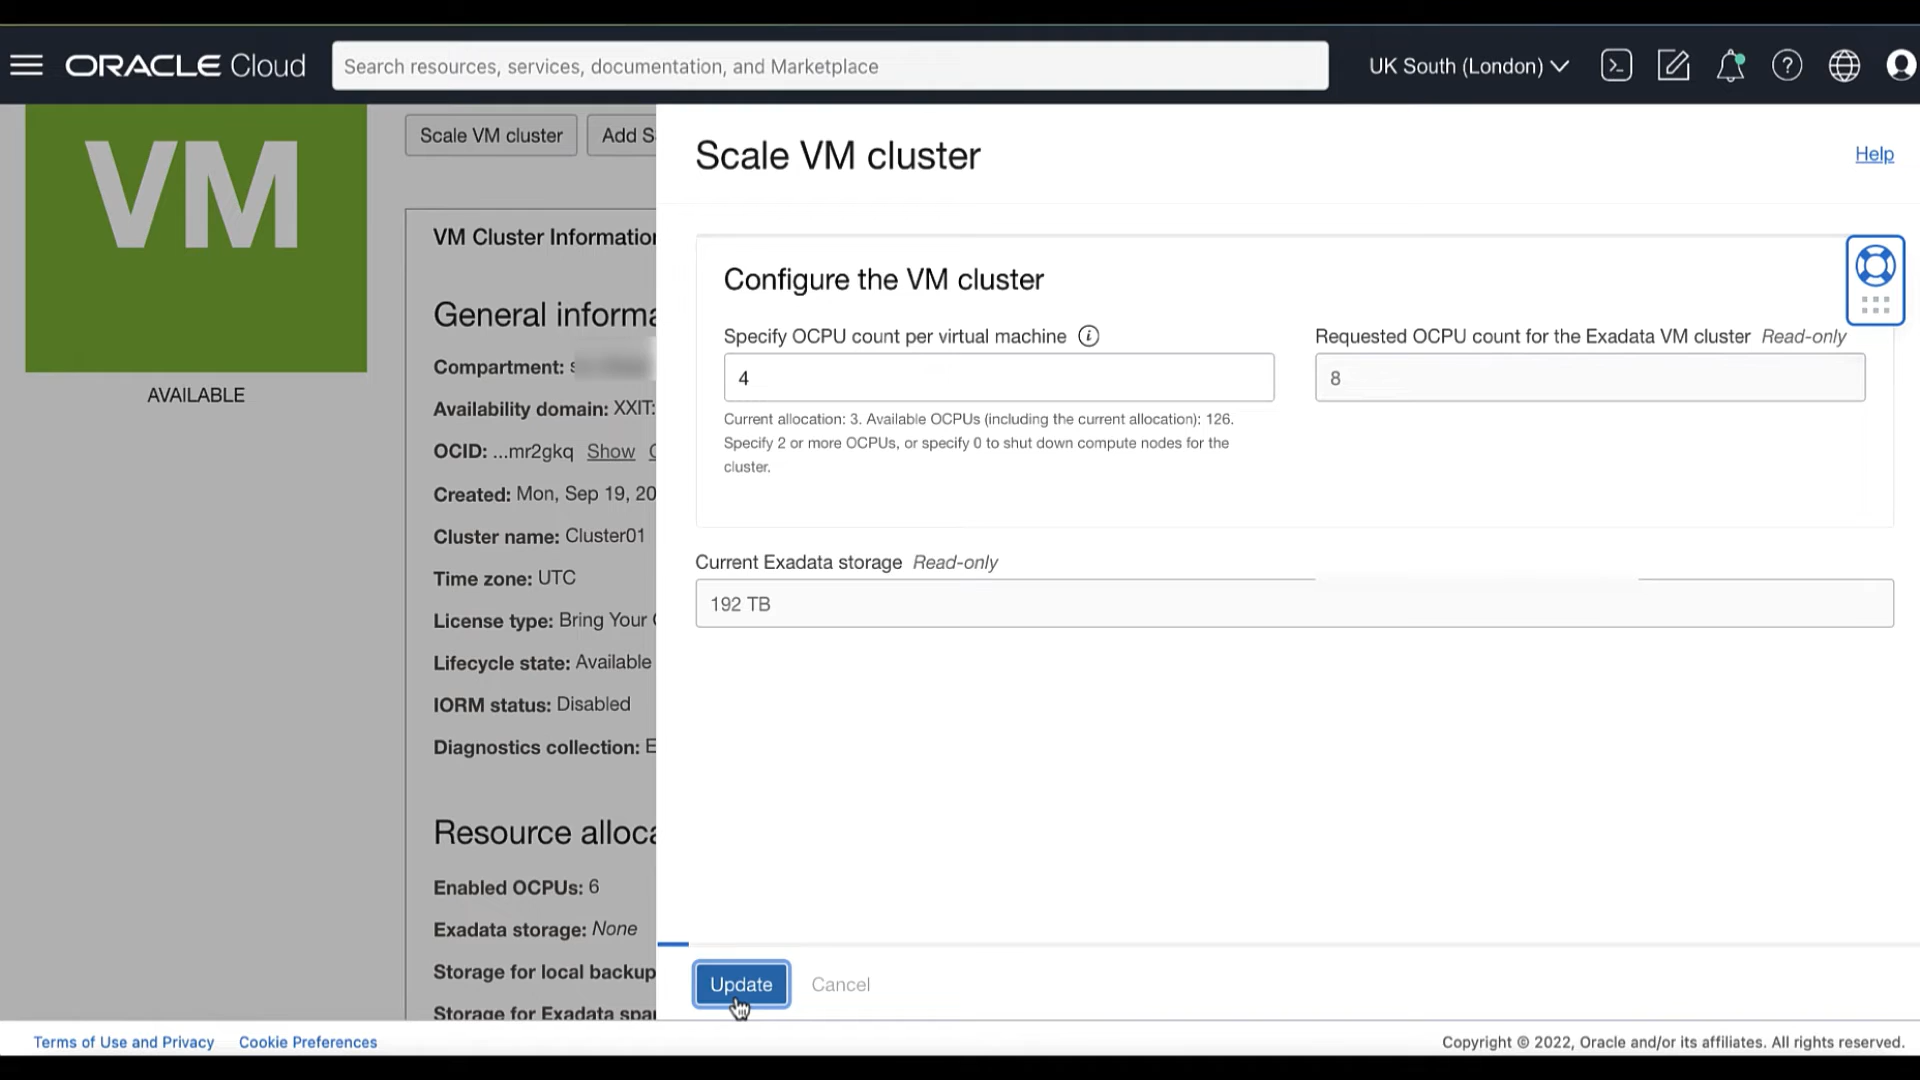 ORACLE Cloud
Search resources, services, documentation, and Marketplace
UK South (London)
VM
AVAILABLE
Scale VM cluster
Add S
VM Cluster Information
General informa
Compartment:
Availability domain: XXIT:
OCID: ...mr2gkq Show
Created: Mon, Sep 19, 20
Cluster name: Cluster01
Time zone: UTC
License type: Bring Your
Lifecycle state: Available
IORM status: Disabled
Diagnostics collection: E
Resource alloca
Enabled OCPUs: 6
Exadata storage: None
Storage for local backup
Storage for Exadata spar
Scale VM cluster
Help
Configure the VM cluster
Specify OCPU count per virtual machine
4
Current allocation: 3. Available OCPUs (including the current allocation): 126.
Specify 2 or more OCPUs, or specify 0 to shut down compute nodes for the
cluster.
Requested OCPU count for the Exadata VM cluster Read-only
8
Current Exadata storage Read-only
192 TB
Update
Cancel
Terms of Use and Privacy
Cookie Preferences
Copyright © 2022, Oracle and/or its affiliates. All rights reserved.